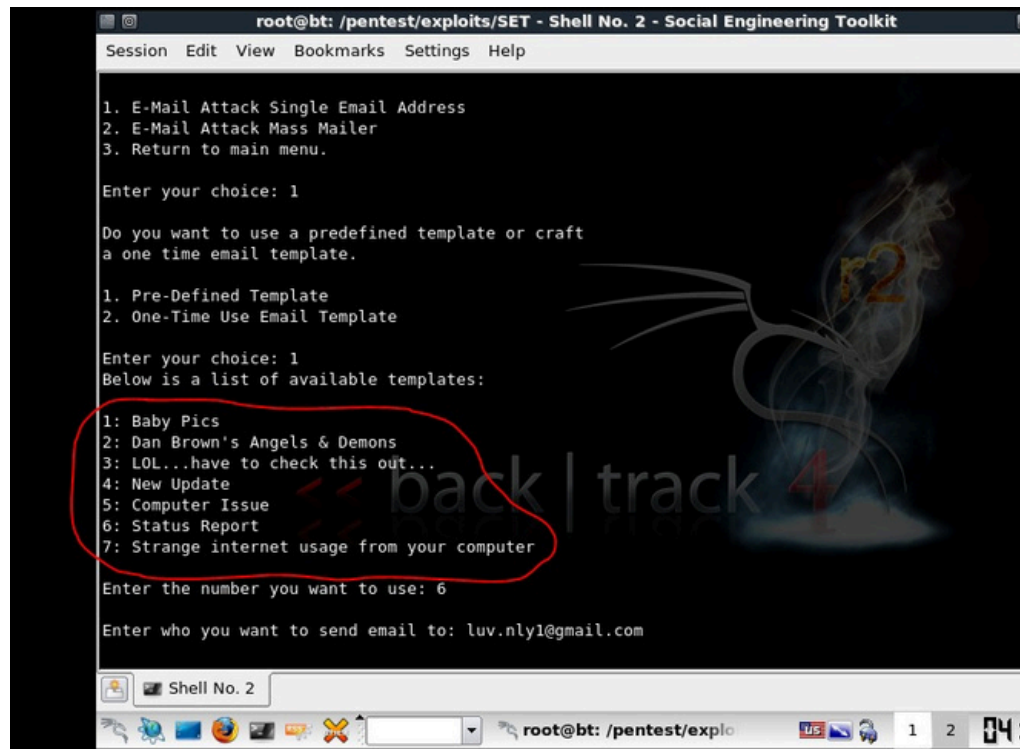 root@bt: /pentest/exploits/SET - Shell No. 2 - Social Engineering Toolkit
Session Edit View Bookmarks Settings Help
1. E-Mail Attack Single Email Address
2. E-Mail Attack Mass Mailer
3. Return to main menu.
Enter your choice: 1
Do you want to use a predefined template or craft
a one time email template.
1. Pre-Defined Template
2. One-Time Use Email Template
Enter your choice: 1
Below is a list of available templates:
1: Baby Pics
2: Dan Brown's Angels & Demons
3: LOL...have to check this out...
4: New Update
5: Computer Issue
6: Status Report
7: Strange internet usage from your computer
Enter the number you want to use: 6
Enter who you want to send email to: luv.nly1@gmail.com
r2
<< back | track 4
Shell No. 2
root@bt: /pentest/explo
us
1 2 04